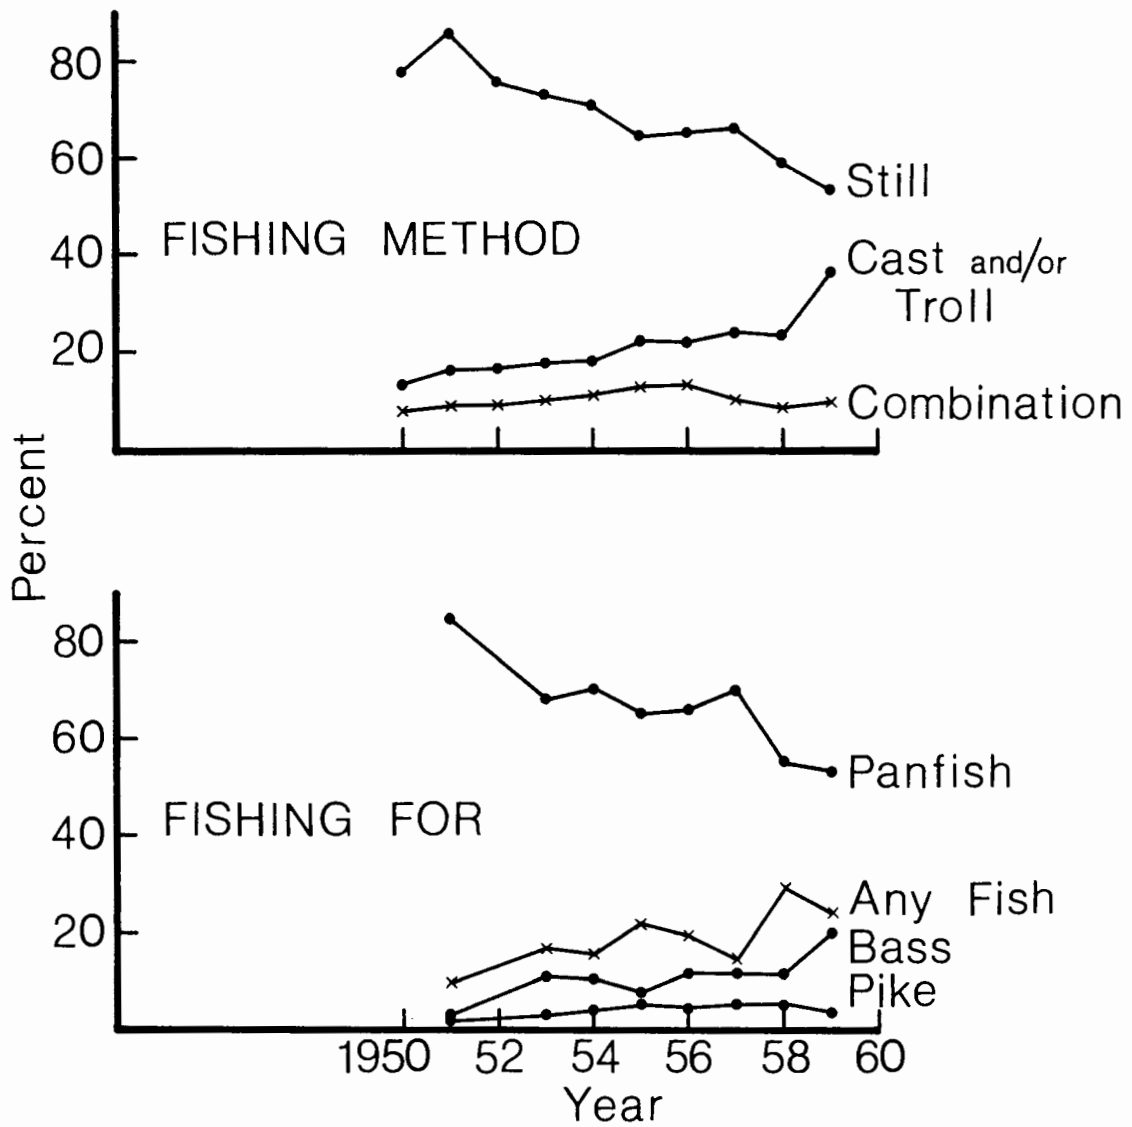 80
60
40
20
FISHING METHOD
Still
Cast and/or
Troll
Combination
Percent
80
60
40
20
FISHING FOR
Panfish
Any Fish
Bass
Pike
1950 52 54 56 58 60
Year